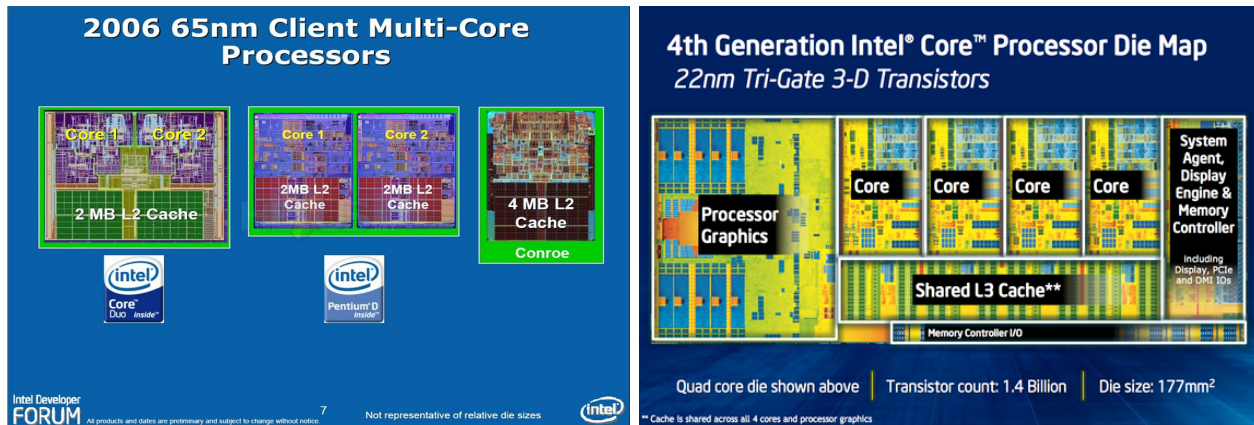 2006 65nm Client Multi-Core
Processors
Core 1
Core 2
2 MB L2 Cache
Core 1
Core 2
2MB L2
Cache
2MB L2
Cache
4 MB L2
Cache
Conroe
intel
Core™
Duo inside™
intel
Pentium®D
inside™
Intel Developer
FORUM
All products and dates are preliminary and subject to change without notice.
7
Not representative of relative die sizes
intel
4th Generation Intel® Core™ Processor Die Map
22nm Tri-Gate 3-D Transistors
Processor
Graphics
Core
Core
Core
Core
System
Agent,
Display
Engine &
Memory
Controller
including
Display, PCIe
and DMI IOs
Shared L3 Cache**
Memory Controller I/O
Quad core die shown above
Transistor count: 1.4 Billion
Die size: 177mm²
** Cache is shared across all 4 cores and processor graphics